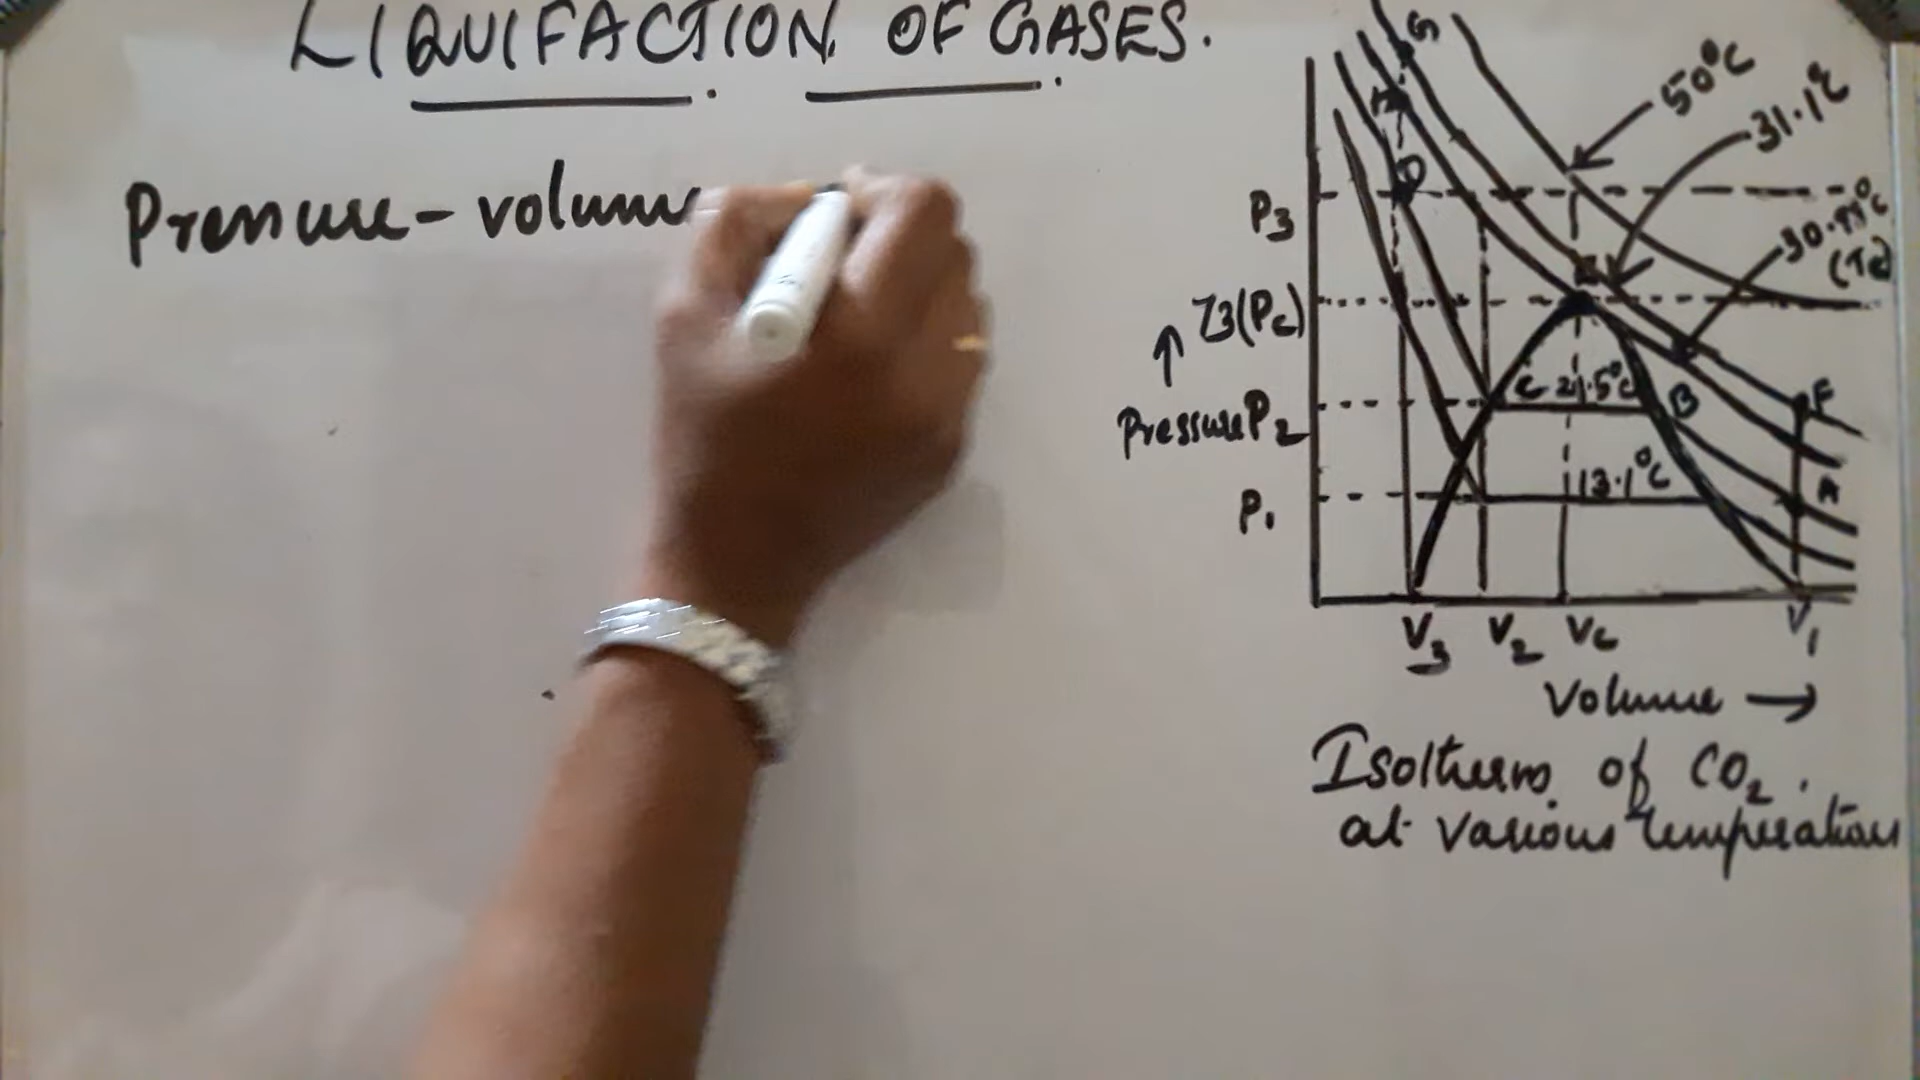 LIQUIFACTION OF GASES.
Pressure - volume
G
50°C
31.1°C
30.98°C
(Tc)
H
D
P3
E
73(Pc)
↑
Pressure P2
C 21.5°C
B
F
P1
13.1°C
A
V3 V2 Vc V1
Volume →
Isotherms of CO2.
at various temperatures